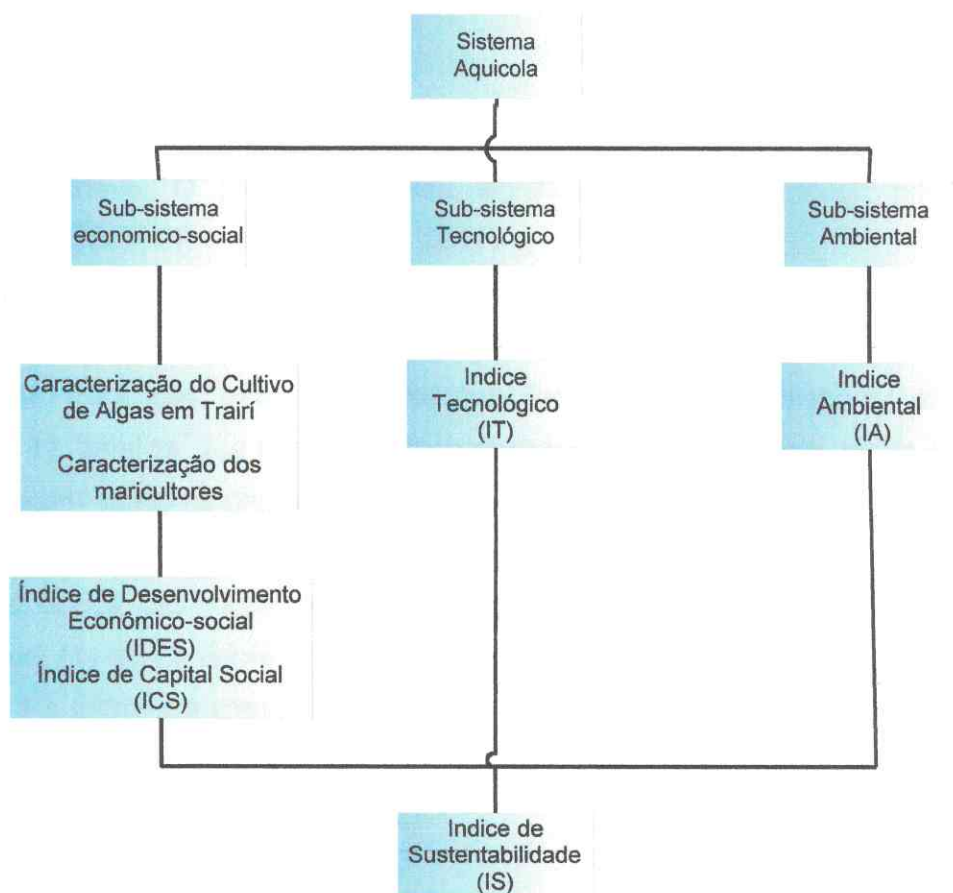 Sistema
Aquicola
Sub-sistema
economico-social
Sub-sistema
Tecnológico
Sub-sistema
Ambiental
Caracterização do Cultivo
de Algas em Trairí
Caracterização dos
maricultores
Indice
Tecnológico
(IT)
Indice
Ambiental
(IA)
Índice de Desenvolvimento
Econômico-social
(IDES)
Índice de Capital Social
(ICS)
Indice de
Sustentabilidade
(IS)